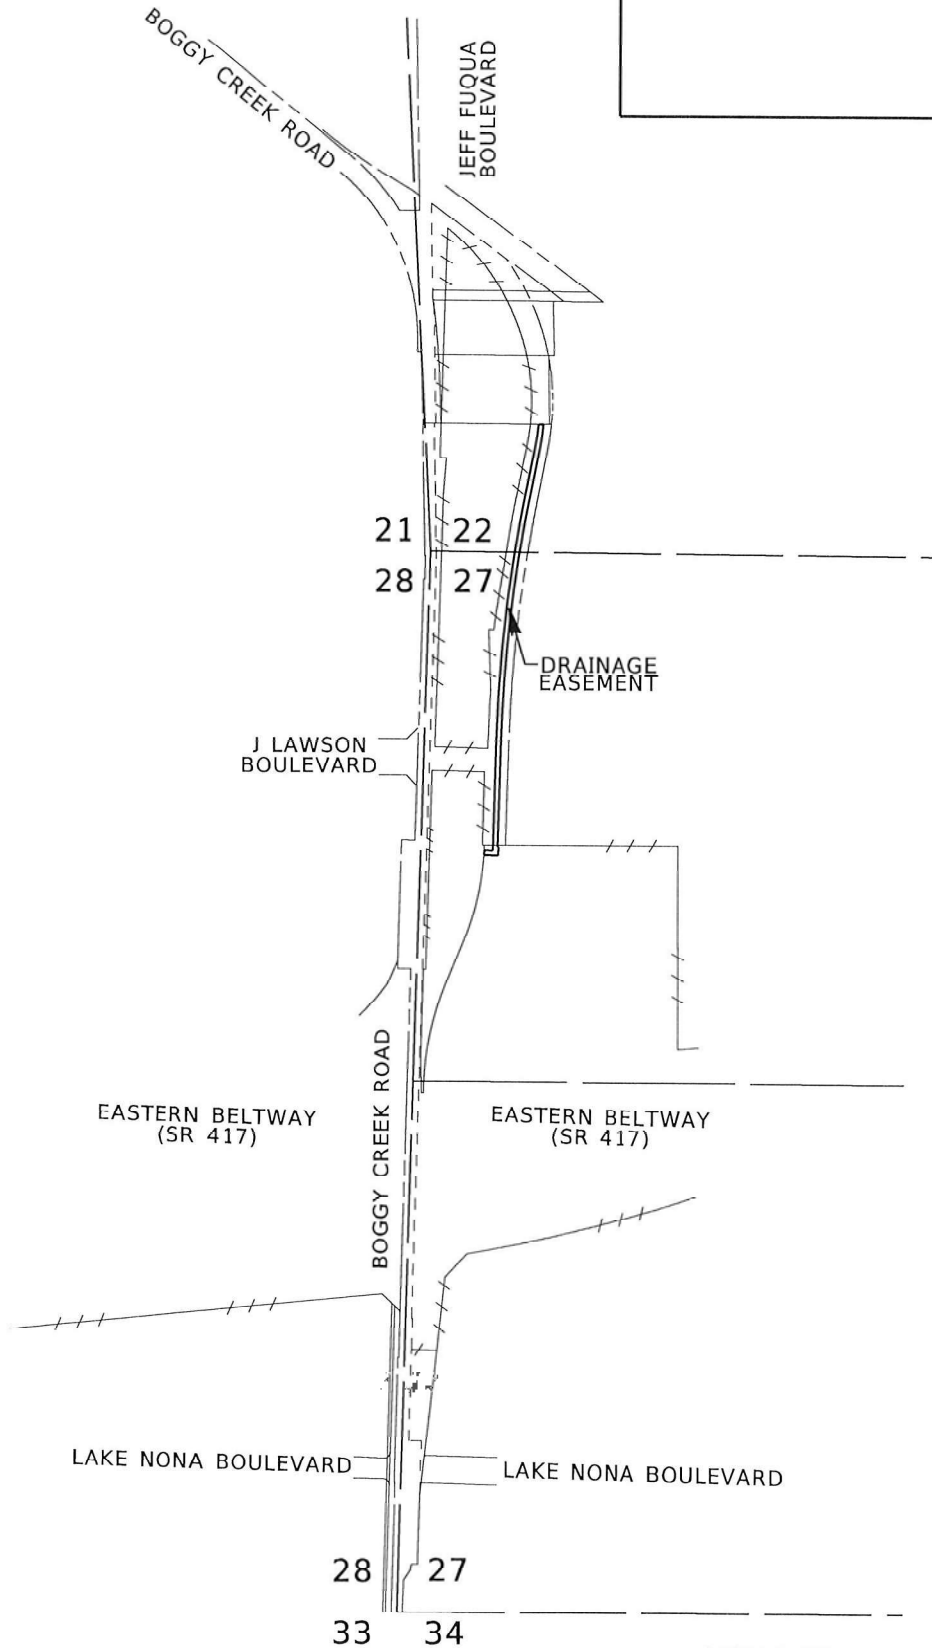 BOGGY CREEK ROAD
JEFF FUQUA
BOULEVARD
21 22
28 27
DRAINAGE
EASEMENT
J LAWSON
BOULEVARD
BOGGY CREEK ROAD
EASTERN BELTWAY
(SR 417)
EASTERN BELTWAY
(SR 417)
LAKE NONA BOULEVARD
LAKE NONA BOULEVARD
28 27
33 34